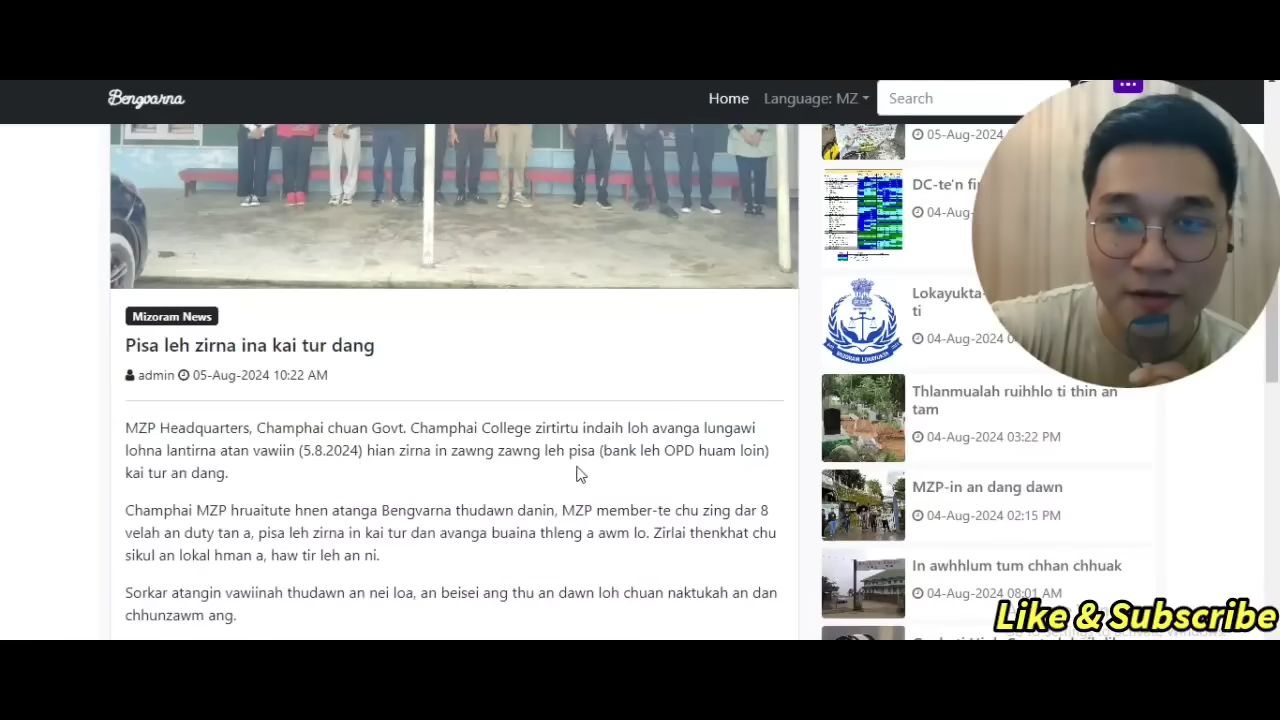 Bengvarna
Home
Language: MZ
Search
Mizoram News
Pisa leh zirna ina kai tur dang
admin 05-Aug-2024 10:22 AM
MZP Headquarters, Champhai chuan Govt. Champhai College zirtirtu indaih loh avanga lungawi
lohna lantirna atan vawiin (5.8.2024) hian zirna in zawng zawng leh pisa (bank leh OPD huam loin)
kai tur an dang.
Champhai MZP hruaitute hnen atanga Bengvarna thudawn danin, MZP member-te chu zing dar 8
velah an duty tan a, pisa leh zirna in kai tur dan avanga buaina thleng a awm lo. Zirlai thenkhat chu
sikul an lokal hman a, haw tir leh an ni.
Sorkar atangin vawiinah thudawn an nei loa, an beisei ang thu an dawn loh chuan naktukah an dan
chhunzawm ang.
05-Aug-2024
DC-te'n
04-Aug-
Lokayukta-
ti
04-Aug-2024
Thlanmualah ruihhlo ti thin an
tam
04-Aug-2024 03:22 PM
MZP-in an dang dawn
04-Aug-2024 02:15 PM
In awhhlum tum chhan chhuak
04-Aug-2024 08:01 AM
Like & Subscribe